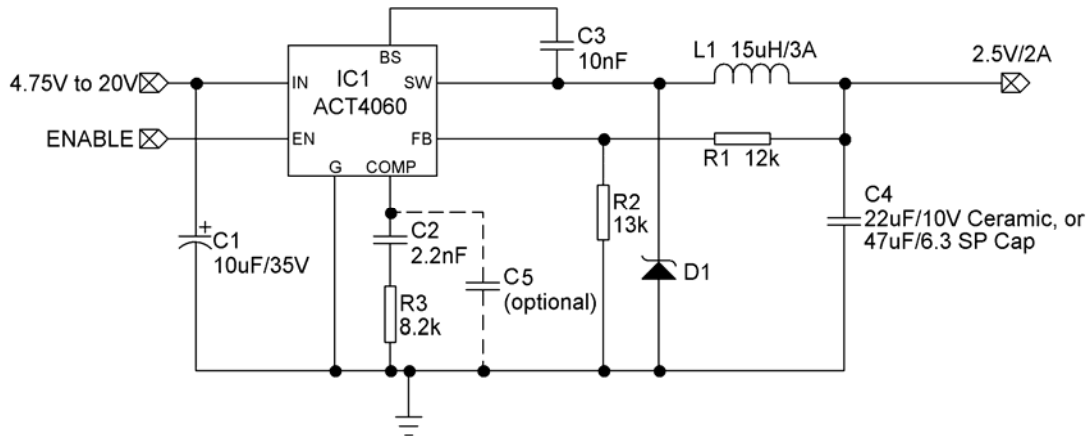 BS
C3
10nF
L1 15uH/3A
2.5V/2A
4.75V to 20V
IN
IC1
ACT4060
SW
ENABLE
EN
FB
G
COMP
R1 12k
C1
10uF/35V
C2
2.2nF
R2
13k
C4
22uF/10V Ceramic, or
47uF/6.3 SP Cap
C5
(optional)
D1
R3
8.2k
+